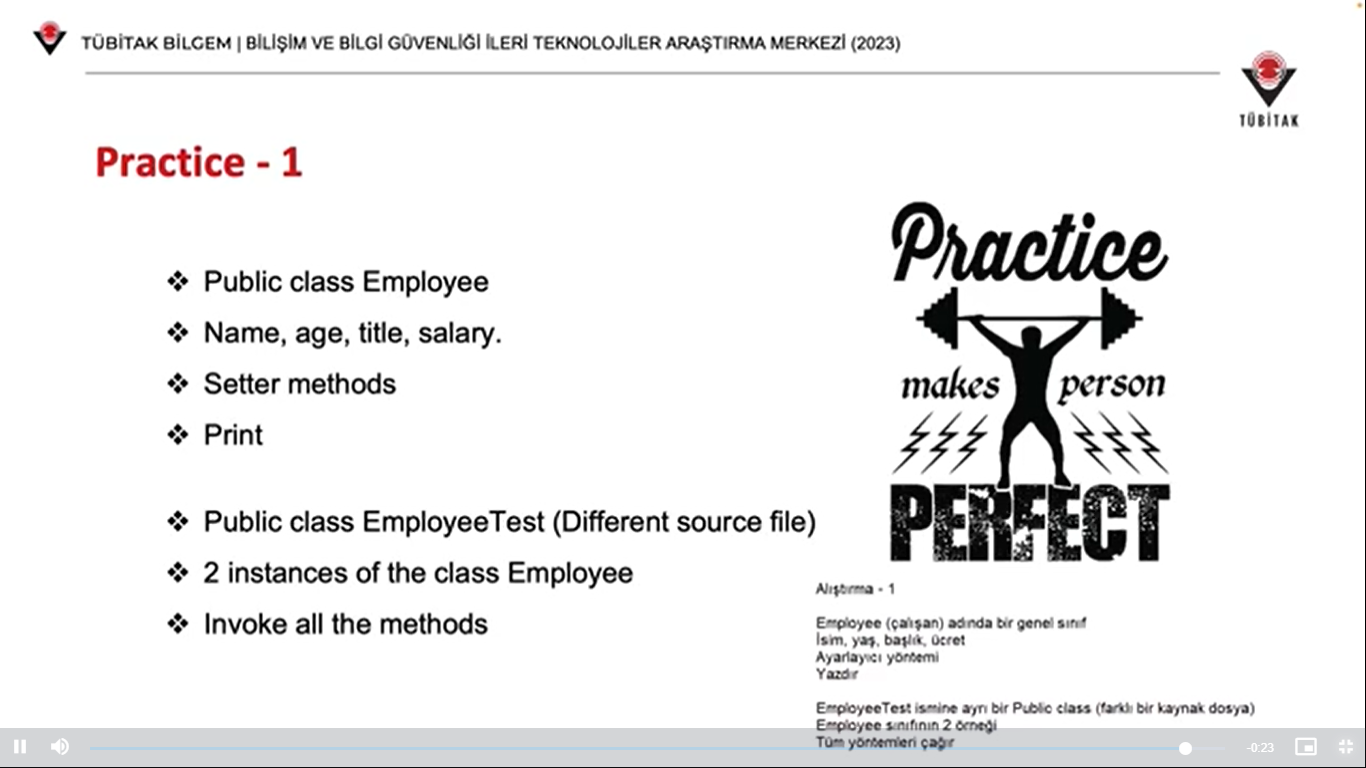 TÜBİTAK BİLGEM | BİLİŞİM VE BİLGİ GÜVENLİĞİ İLERİ TEKNOLOJİLER ARAŞTIRMA MERKEZİ (2023)
TÜBİTAK
Practice - 1
❖ Public class Employee
❖ Name, age, title, salary.
❖ Setter methods
❖ Print
❖ Public class EmployeeTest (Different source file)
❖ 2 instances of the class Employee
❖ Invoke all the methods
Practice
makes person
PERFECT
Alıştırma - 1
Employee (çalışan) adında bir genel sınıf
İsim, yaş, başlık, ücret
Ayarlayıcı yöntemi
Yazdır
EmployeeTest ismine ayrı bir Public class (farklı bir kaynak dosya)
Employee sınıfının 2 örneği
Tüm yöntemleri çağır
-0:23